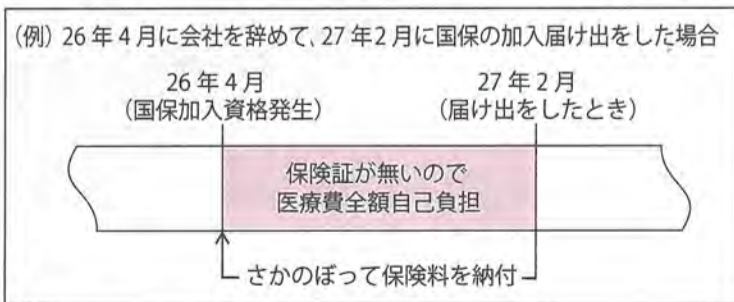 (例) 26年4月に会社を辞めて、27年2月に国保の加入届け出をした場合
26年4月
(国保加入資格発生)
27年2月
(届け出をしたとき)
保険証が無いので
医療費全額自己負担
さかのぼって保険料を納付